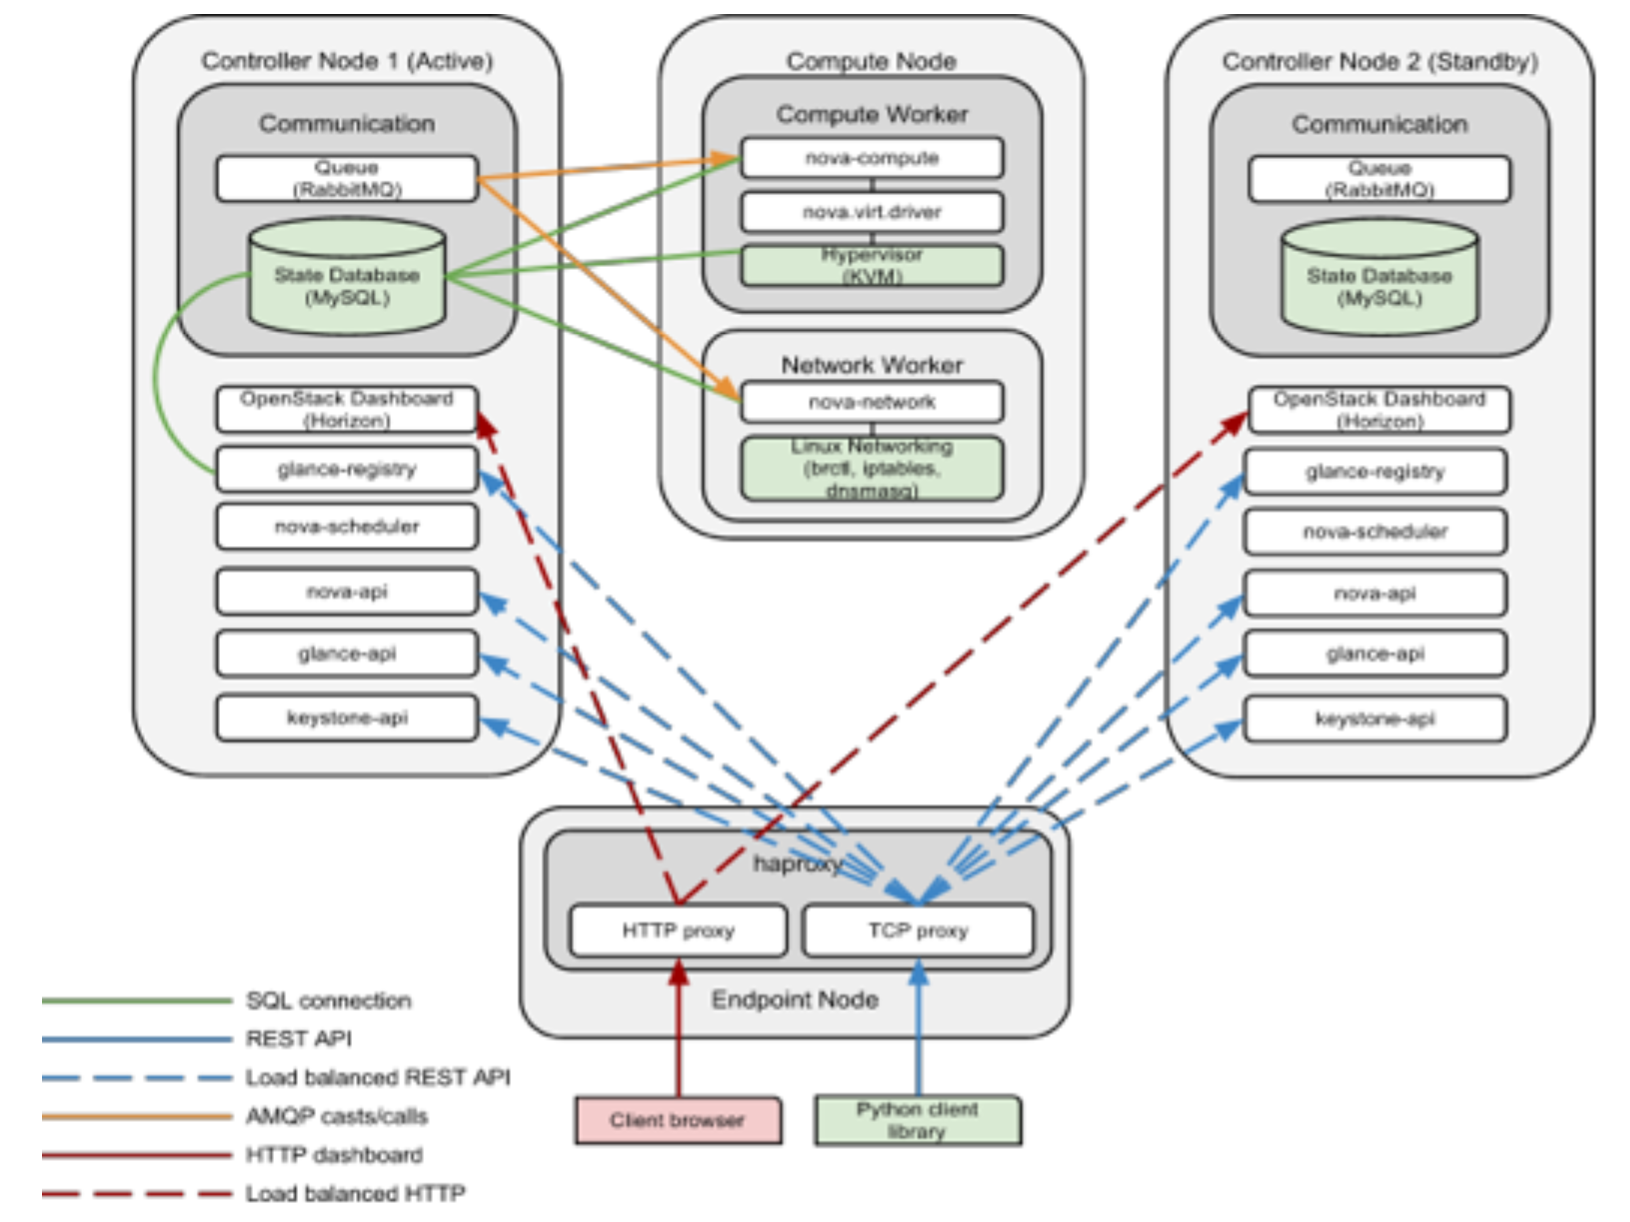 Controller Node 1 (Active)
Communication
Queue
(RabbitMQ)
State Database
(MySQL)
OpenStack Dashboard
(Horizon)
glance-registry
nova-scheduler
nova-api
glance-api
keystone-api
Compute Node
Compute Worker
nova-compute
nova.virt.driver
Hypervisor
(KVM)
Network Worker
nova-network
Linux Networking
(brctl, iptables,
dnsmasq)
Controller Node 2 (Standby)
Communication
Queue
(RabbitMQ)
State Database
(MySQL)
OpenStack Dashboard
(Horizon)
glance-registry
nova-scheduler
nova-api
glance-api
keystone-api
haproxy
HTTP proxy
TCP proxy
Endpoint Node
Client browser
Python client
library
SQL connection
REST API
Load balanced REST API
AMQP casts/calls
HTTP dashboard
Load balanced HTTP